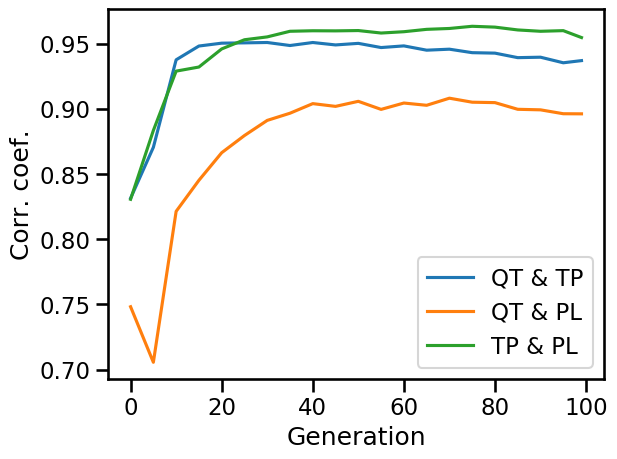 0.95
0.90
0.85
0.80
0.75
0.70
Corr. coef.
QT & TP
QT & PL
TP & PL
0 20 40 60 80 100
Generation